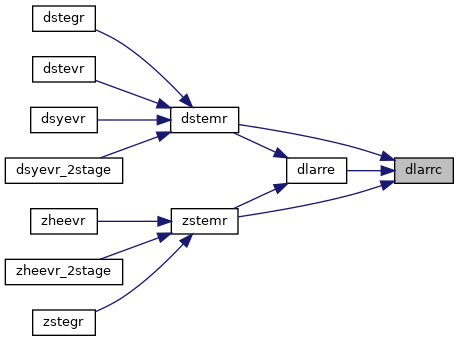 dstegr
dstevr
dsyevr
dsyevr_2stage
zheevr
zheevr_2stage
zstegr
dstemr
zstemr
dlarre
dlarrc